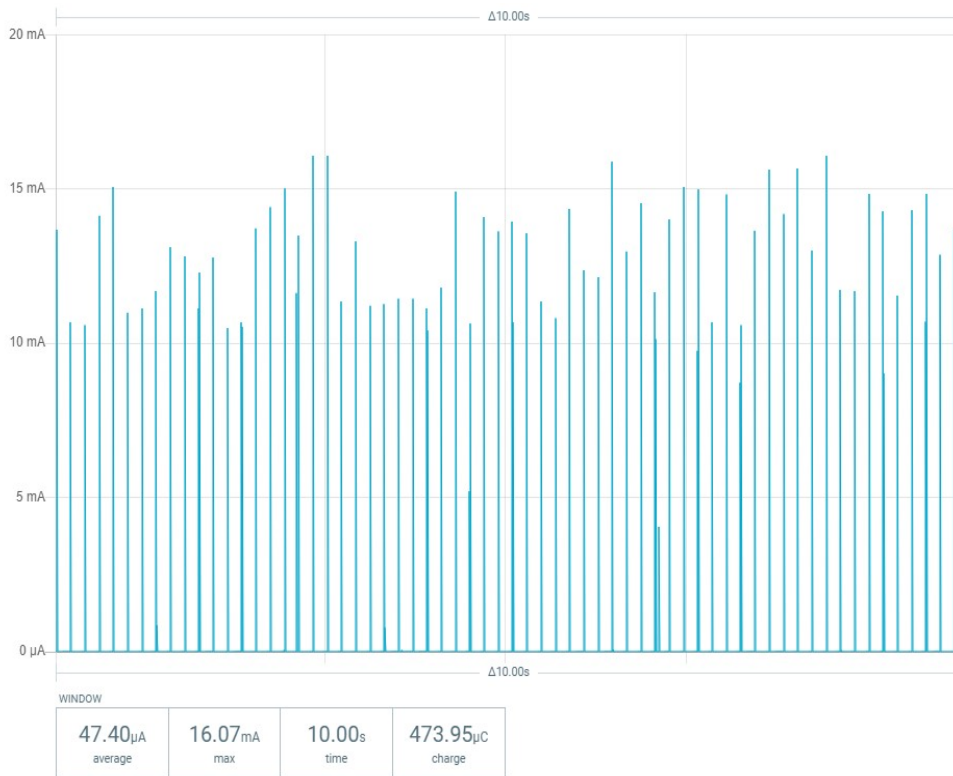 Δ10.00s
20 mA
15 mA
10 mA
5 mA
0 µA
Δ10.00s
WINDOW
47.40µA 16.07mA 10.00s 473.95µC
average max time charge